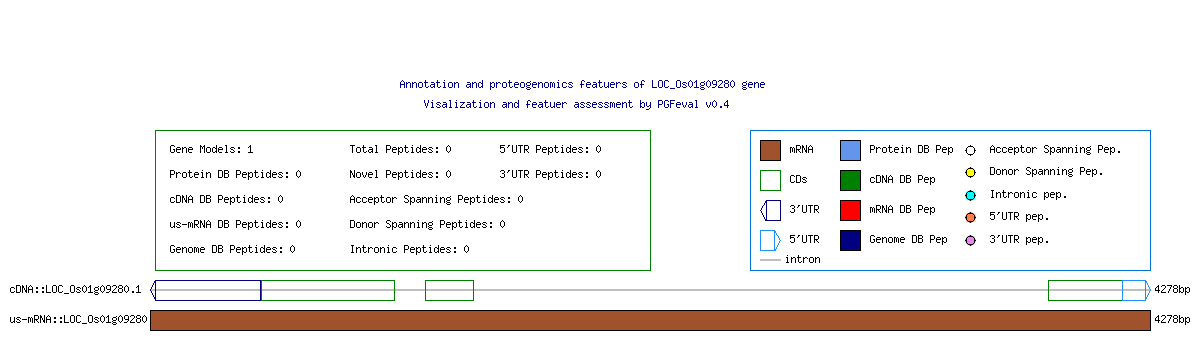 Annotation and proteogenomics featuers of LOC_Os01g09280 gene
Visalization and featuer assessment by PGFeval v0.4
Gene Models: 1 Total Peptides: 0 5'UTR Peptides: 0
Protein DB Peptides: 0 Novel Peptides: 0 3'UTR Peptides: 0
cDNA DB Peptides: 0 Acceptor Spanning Peptides: 0
us-mRNA DB Peptides: 0 Donor Spanning Peptides: 0
Genome DB Peptides: 0 Intronic Peptides: 0
mRNA Protein DB Pep Acceptor Spanning Pep.
CDs cDNA DB Pep Donor Spanning Pep.
3'UTR mRNA DB Pep Intronic pep.
5'UTR Genome DB Pep 5'UTR pep.
intron 3'UTR pep.
cDNA::LOC_Os01g09280.1 4278bp
us-mRNA::LOC_Os01g09280 4278bp